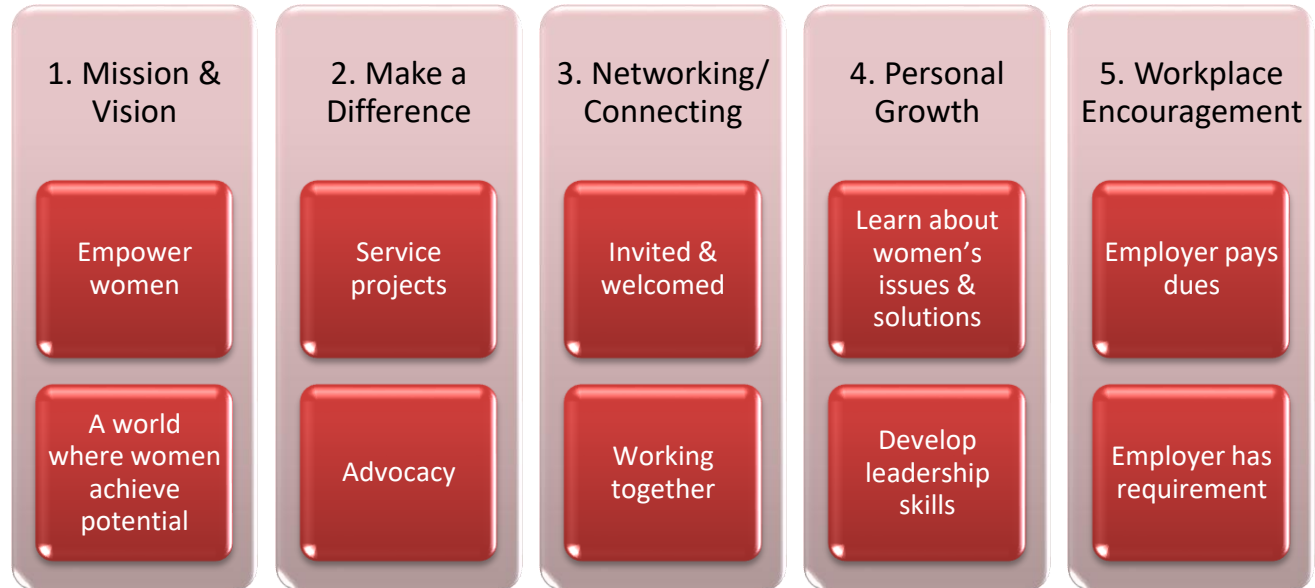 1. Mission &
Vision
Empower
women
A world
where women
achieve
potential
2. Make a
Difference
Service
projects
Advocacy
3. Networking/
Connecting
Invited &
welcomed
Working
together
4. Personal
Growth
Learn about
women’s
issues &
solutions
Develop
leadership
skills
5. Workplace
Encouragement
Employer pays
dues
Employer has
requirement